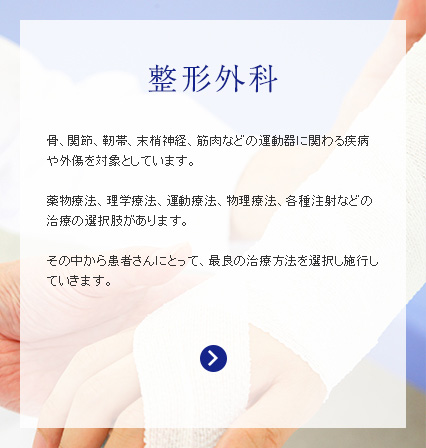 整形外科
骨、関節、靭帯、末梢神経、筋肉などの運動器に関わる疾病
や外傷を対象としています。
薬物療法、理学療法、運動療法、物理療法、各種注射などの
治療の選択肢があります。
その中から患者さんにとって、最良の治療方法を選択し施行し
ていきます。